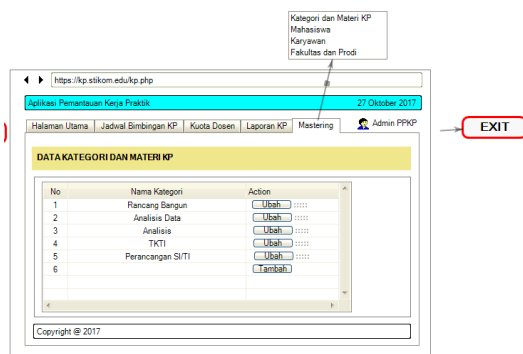 Kategori dan Materi KP
Mahasiswa
Karyawan
Fakultas dan Prodi
https://kp.stikom.edu/kp.php
Aplikasi Pemantauan Kerja Praktik 27 Oktober 2017
Halaman Utama Jadwal Bimbingan KP Kuota Dosen Laporan KP Mastering Admin PPKP
EXIT
DATA KATEGORI DAN MATERI KP
No Nama Kategori Action
1 Rancang Bangun Ubah
2 Analisis Data Ubah
3 Analisis Ubah
4 TKTI Ubah
5 Perancangan SI/TI Ubah
6 Tambah
Copyright @ 2017